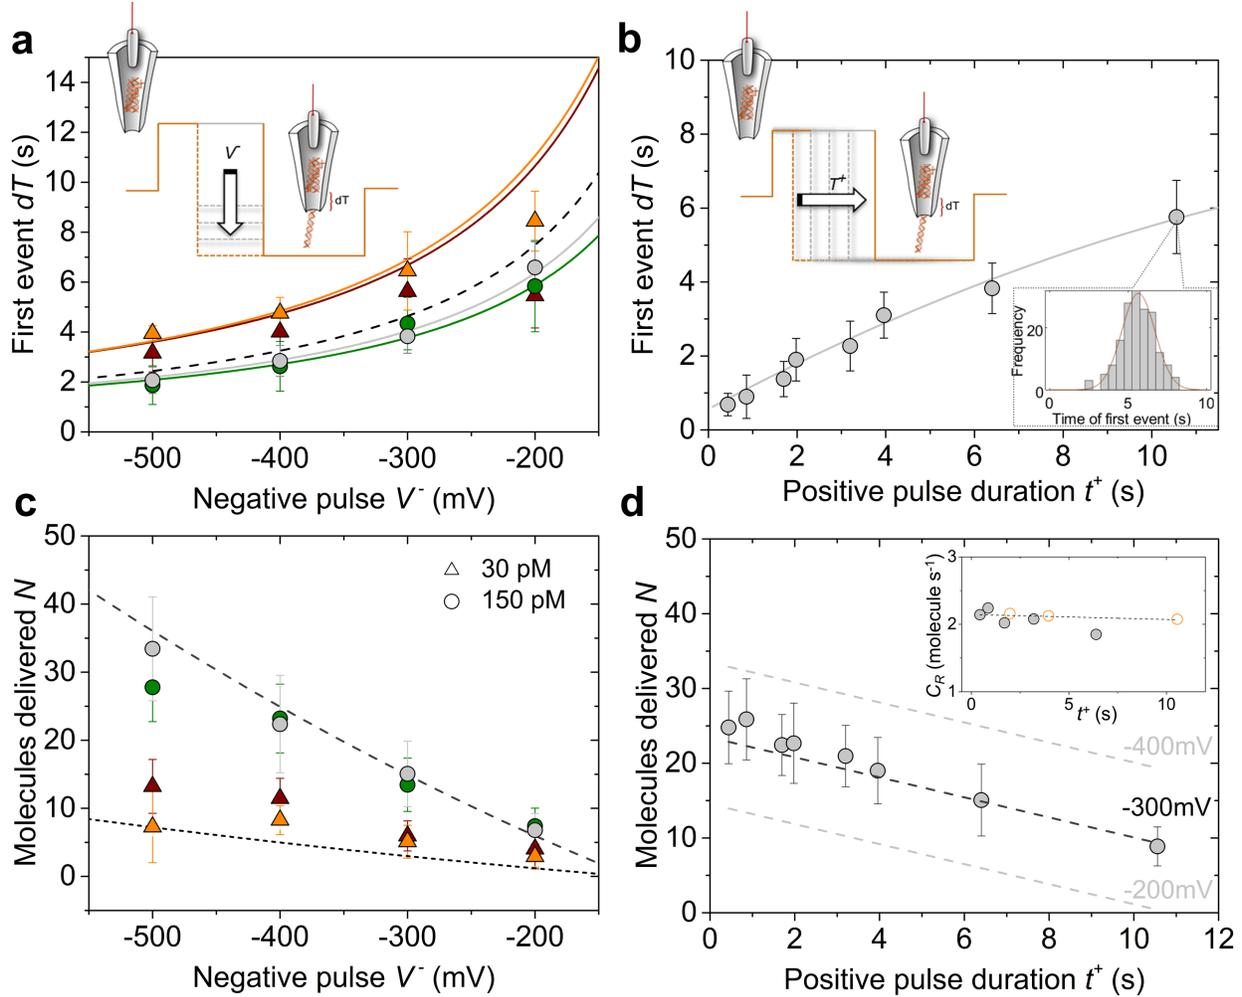 a
First event dT (s)
14
12
10
8
6
4
2
0
V⁻
dT
-500
-400
-300
-200
Negative pulse V⁻ (mV)
b
First event dT (s)
10
8
6
4
2
0
T⁺
dT
Frequency
20
0
0
5
10
Time of first event (s)
0
2
4
6
8
10
Positive pulse duration t⁺ (s)
c
Molecules delivered N
50
40
30
20
10
0
30 pM
150 pM
-500
-400
-300
-200
Negative pulse V⁻ (mV)
d
Molecules delivered N
50
40
30
20
10
0
C_R (molecule s⁻¹)
3
2
1
0
5
10
t⁺ (s)
-400mV
-300mV
-200mV
0
2
4
6
8
10
12
Positive pulse duration t⁺ (s)